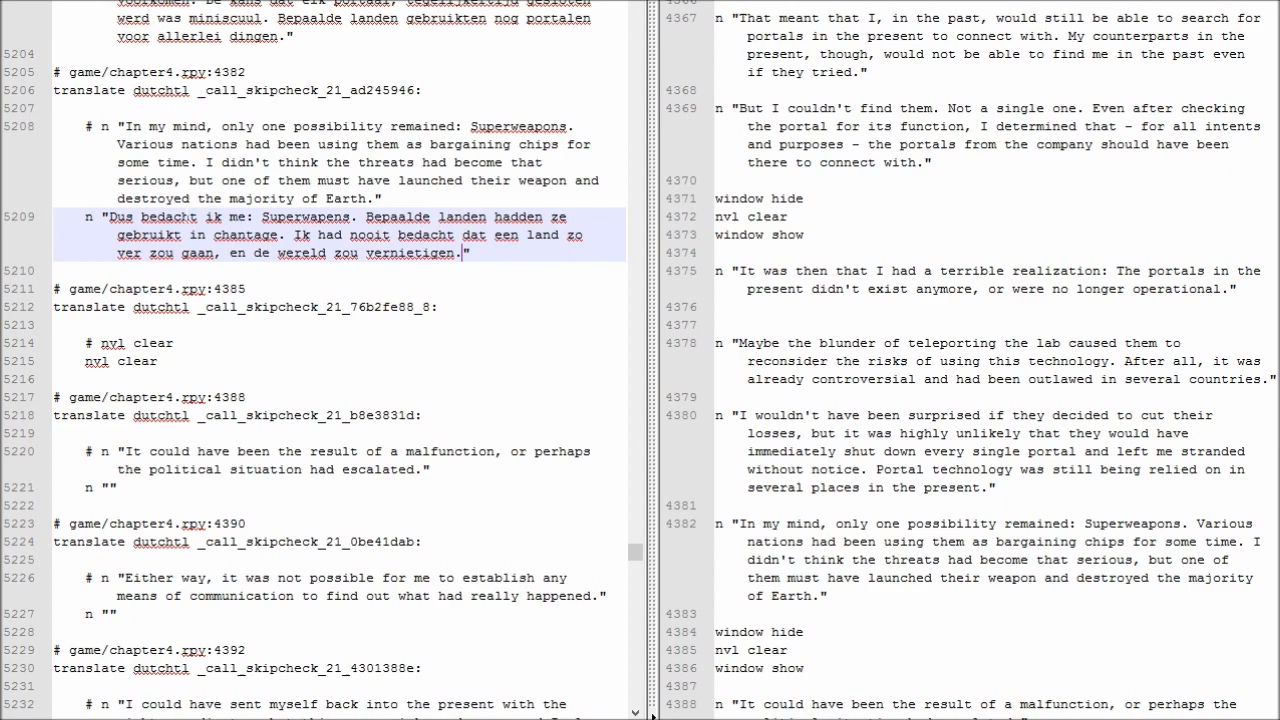 werd was miniscuul. Bepaalde landen gebruikten nog portalen
voor allerlei dingen."
5204
5205 # game/chapter4.rpy:4382
5206 translate dutchtl _call_skipcheck_21_ad245946:
5207
5208 # n "In my mind, only one possibility remained: Superweapons.
Various nations had been using them as bargaining chips for
some time. I didn't think the threats had become that
serious, but one of them must have launched their weapon and
destroyed the majority of Earth."
5209 n "Dus bedacht ik me: Superwapens. Bepaalde landen hadden ze
gebruikt in chantage. Ik had nooit bedacht dat een land zo
ver zou gaan, en de wereld zou vernietigen."
5210
5211 # game/chapter4.rpy:4385
5212 translate dutchtl _call_skipcheck_21_76b2fe88_8:
5213
5214 # nvl clear
5215 nvl clear
5216
5217 # game/chapter4.rpy:4388
5218 translate dutchtl _call_skipcheck_21_b8e3831d:
5219
5220 # n "It could have been the result of a malfunction, or perhaps
the political situation had escalated."
5221 n ""
5222
5223 # game/chapter4.rpy:4390
5224 translate dutchtl _call_skipcheck_21_0be41dab:
5225
5226 # n "Either way, it was not possible for me to establish any
means of communication to find out what had really happened."
5227 n ""
5228
5229 # game/chapter4.rpy:4392
5230 translate dutchtl _call_skipcheck_21_4301388e:
5231
5232 # n "I could have sent myself back into the present with the
4367 n "That meant that I, in the past, would still be able to search for
portals in the present to connect with. My counterparts in the
present, though, would not be able to find me in the past even
if they tried."
4368
4369 n "But I couldn't find them. Not a single one. Even after checking
the portal for its function, I determined that - for all intents
and purposes - the portals from the company should have been
there to connect with."
4370
4371 window hide
4372 nvl clear
4373 window show
4374
4375 n "It was then that I had a terrible realization: The portals in the
present didn't exist anymore, or were no longer operational."
4376
4377
4378 n "Maybe the blunder of teleporting the lab caused them to
reconsider the risks of using this technology. After all, it was
already controversial and had been outlawed in several countries."
4379
4380 n "I wouldn't have been surprised if they decided to cut their
losses, but it was highly unlikely that they would have
immediately shut down every single portal and left me stranded
without notice. Portal technology was still being relied on in
several places in the present."
4381
4382 n "In my mind, only one possibility remained: Superweapons. Various
nations had been using them as bargaining chips for some time. I
didn't think the threats had become that serious, but one of
them must have launched their weapon and destroyed the majority
of Earth."
4383
4384 window hide
4385 nvl clear
4386 window show
4387
4388 n "It could have been the result of a malfunction, or perhaps the